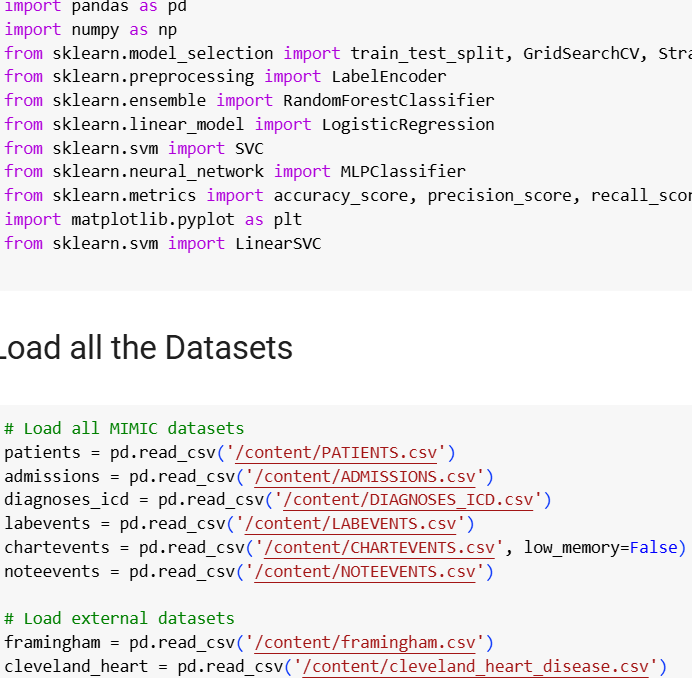 import pandas as pd
import numpy as np
from sklearn.model_selection import train_test_split, GridSearchCV,
from sklearn.preprocessing import LabelEncoder
from sklearn.ensemble import RandomForestClassifier
from sklearn.linear_model import LogisticRegression
from sklearn.svm import SVC
from sklearn.neural_network import MLPClassifier
from sklearn.metrics import accuracy_score, precision_score,
import matplotlib.pyplot as plt
from sklearn.svm import LinearSVC
Load all the Datasets
# Load all MIMIC datasets
patients = pd.read_csv('/content/PATIENTS.csv')
admissions = pd.read_csv('/content/ADMISSIONS.csv')
diagnoses_icd = pd.read_csv('/content/DIAGNOSES_ICD.csv')
labevents = pd.read_csv('/content/LABEVENTS.csv')
chartevents = pd.read_csv('/content/CHARTEVENTS.csv', low_memory=False)
noteevents = pd.read_csv('/content/NOTEEVENTS.csv')
# Load external datasets
framingham = pd.read_csv('/content/framingham.csv')
cleveland_heart = pd.read_csv('/content/cleveland_heart_disease.csv')